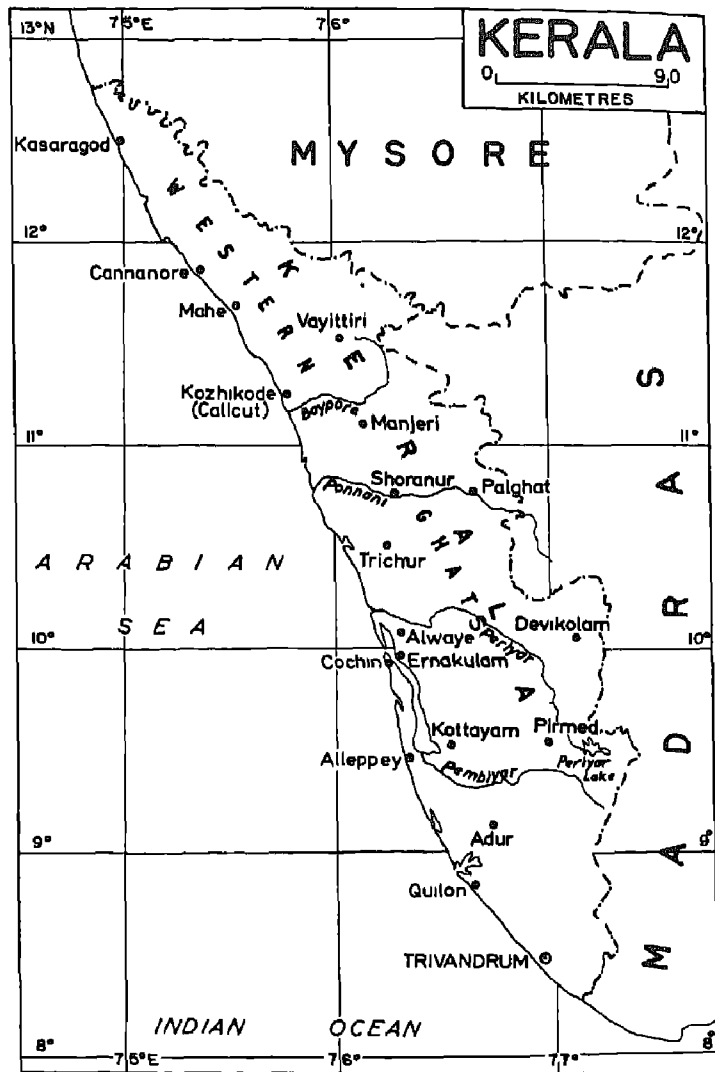 75°E
76°
13°N
KERALA
0 90
KILOMETRES
Kasaragod
MYSORE
WESTERN GHATS
KERALA
12°
12°
Cannanore
Mahe
Vayittiri
Kozhikode
(Calicut)
Baypore
Manjeri
11°
11°
Shoranur
Palghat
Ponnani
Trichur
ARABIAN
SEA
Devikolam
10°
10°
Alwaye
Periyar
Cochin
Ernakulam
Kottayam
Pirmed
Periyar
Lake
Alleppey
Pambiyar
Adur
9°
9°
Quilon
TRIVANDRUM
MADRAS
INDIAN OCEAN
8°
8°
75°E
76°
77°